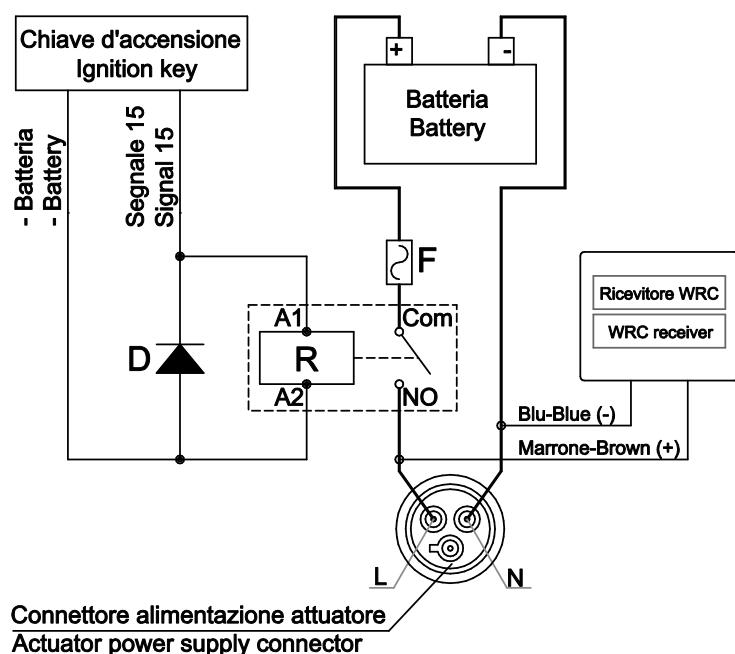 Chiave d'accensione
Ignition key
- Batteria
- Battery
Segnale 15
Signal 15
+
-
Batteria
Battery
F
Ricevitore WRC
WRC receiver
A1
Com
D
R
A2
NO
Blu-Blue (-)
Marrone-Brown (+)
L
N
Connettore alimentazione attuatore
Actuator power supply connector